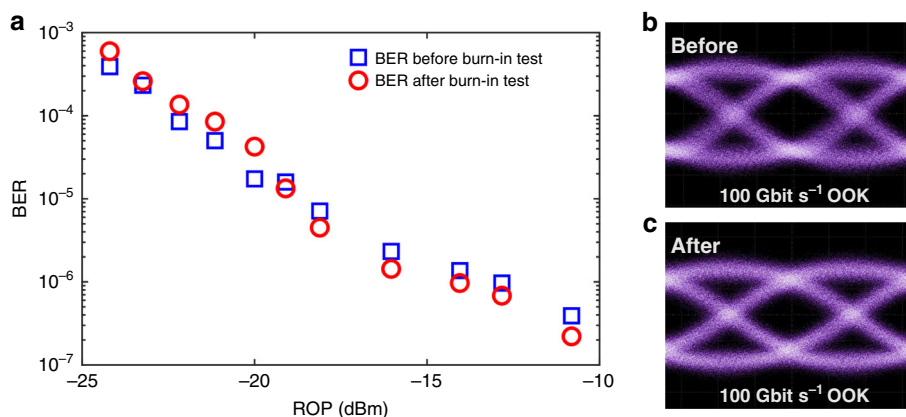 a
10⁻³
10⁻⁴
10⁻⁵
10⁻⁶
10⁻⁷
BER
BER before burn-in test
BER after burn-in test
−25
−20
−15
−10
ROP (dBm)
b
Before
100 Gbit s⁻¹ OOK
c
After
100 Gbit s⁻¹ OOK